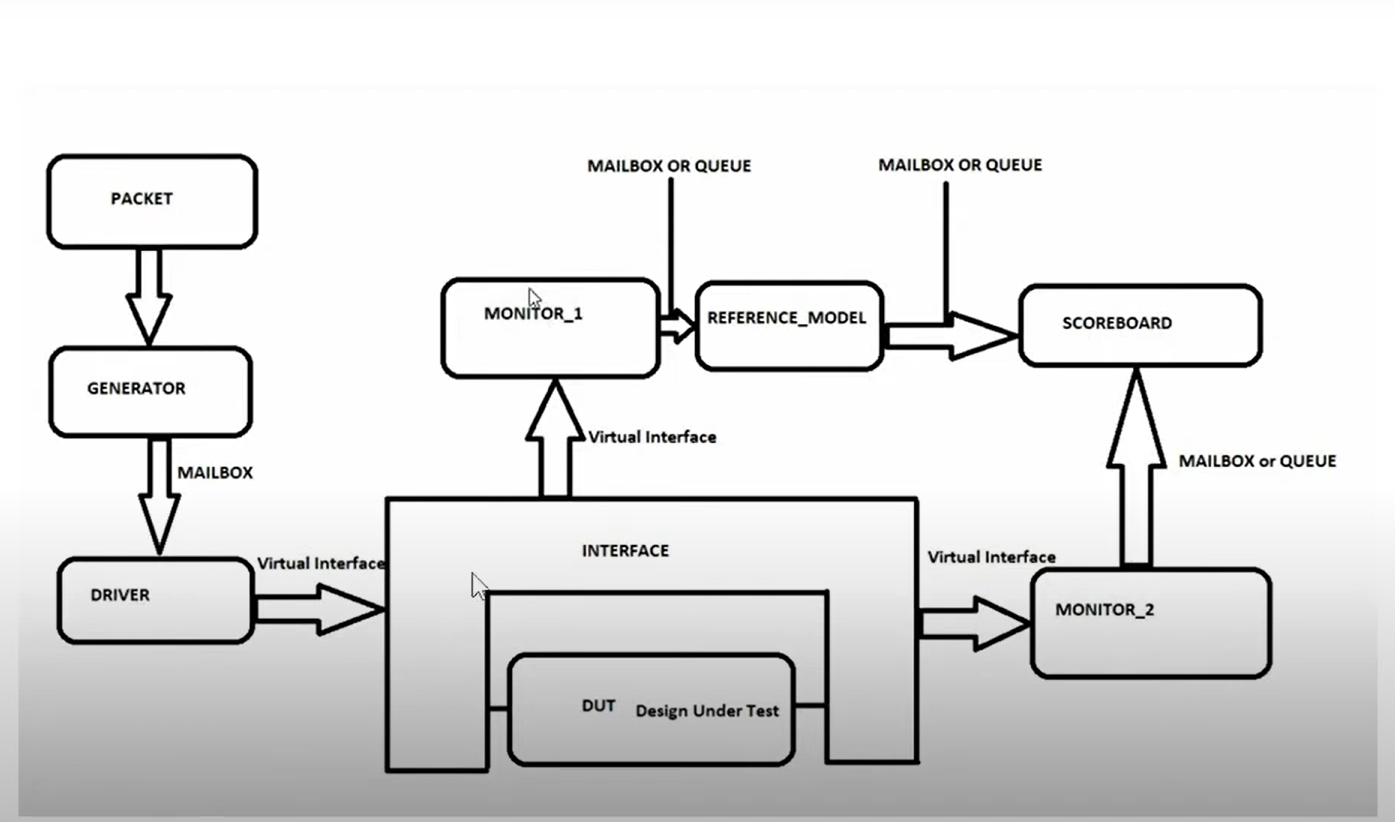 MAILBOX OR QUEUE
MAILBOX OR QUEUE
PACKET
MONITOR_1
REFERENCE_MODEL
SCOREBOARD
GENERATOR
Virtual Interface
MAILBOX
MAILBOX or QUEUE
INTERFACE
Virtual Interface
Virtual Interface
DRIVER
MONITOR_2
DUT Design Under Test